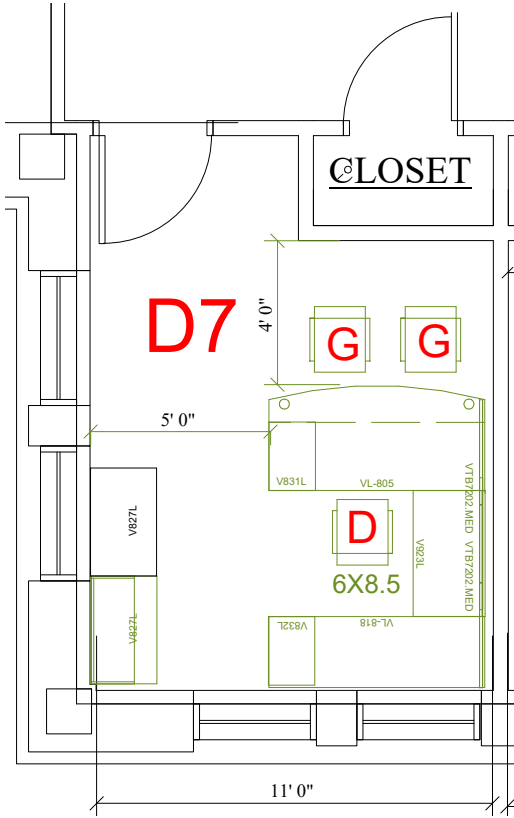 CLOSET
D7
4' 0"
G
G
5' 0"
V831L
VL-805
VTB7202.MED
V827L
D
V923L
VTB7202.MED
6X8.5
V827L
V832L
VL-818
11' 0"